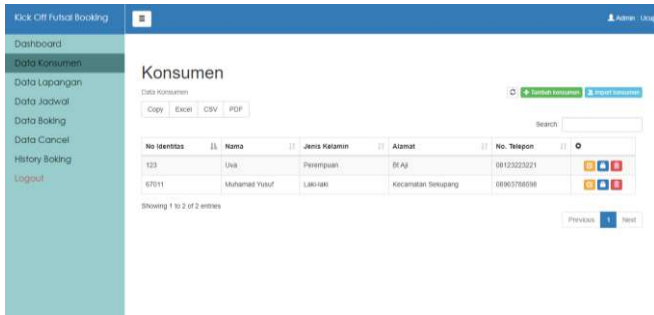 Kick Off Futsal Booking
Admin : Ucup
Dashboard
Data Konsumen
Data Lapangan
Data Jadwal
Data Boking
Data Cancel
History Boking
Logout
Konsumen
Data Konsumen
Tambah konsumen Import konsumen
Copy Excel CSV PDF
Search:
No Identitas Nama Jenis Kelamin Alamat No. Telepon
123 Uva Perempuan Bt Aji 08123223221
67011 Muhamad Yusuf Laki-laki Kecamatan Sekupang
Showing 1 to 2 of 2 entries
Previous 1 Next